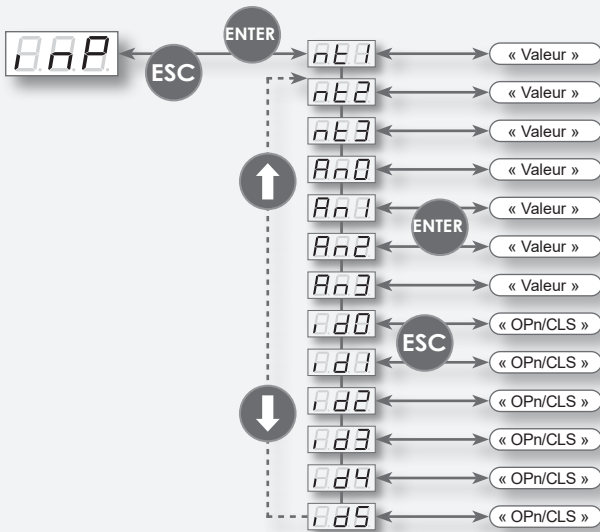 inP
ENTER
ESC
nt1 « Valeur »
nt2 « Valeur »
nt3 « Valeur »
An0 « Valeur »
An1 « Valeur »
ENTER
An2 « Valeur »
An3 « Valeur »
id0 « OPn/CLS »
ESC
id1 « OPn/CLS »
id2 « OPn/CLS »
id3 « OPn/CLS »
id4 « OPn/CLS »
id5 « OPn/CLS »